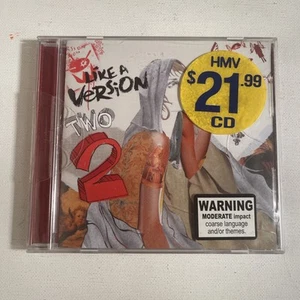 LIKE A
VERSION
TWO
2
HMV
$21.99
CD
WARNING
MODERATE impact
coarse language
and/or themes.